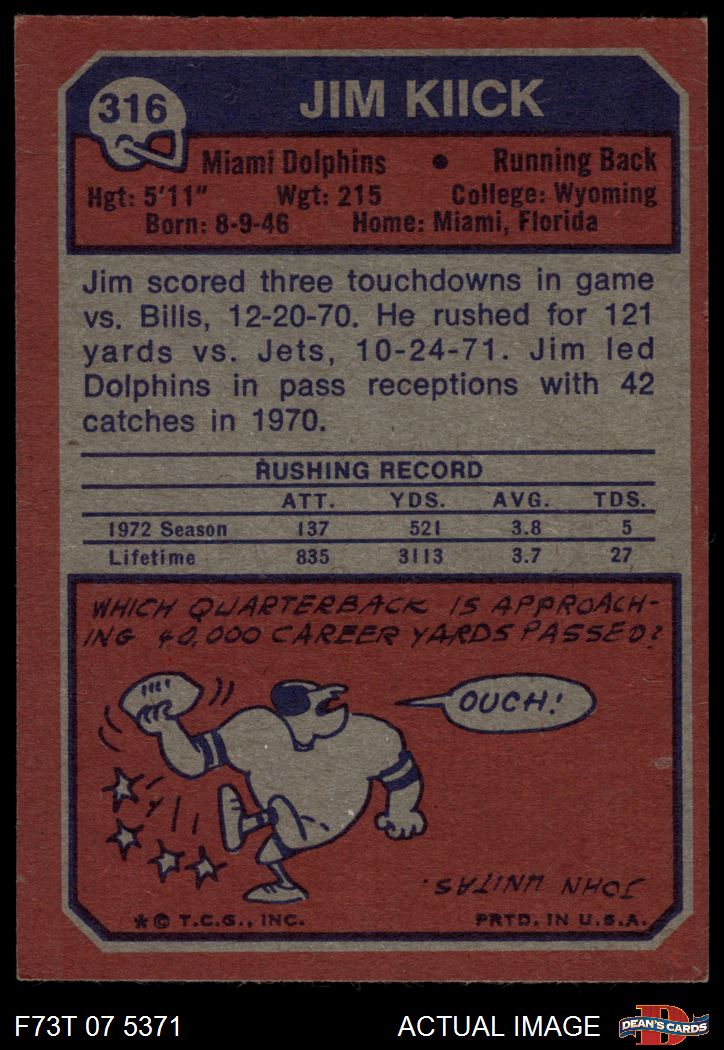 316
JIM KIICK
Miami Dolphins • Running Back
Hgt: 5'11" Wgt: 215 College: Wyoming
Born: 8-9-46 Home: Miami, Florida
Jim scored three touchdowns in game
vs. Bills, 12-20-70. He rushed for 121
yards vs. Jets, 10-24-71. Jim led
Dolphins in pass receptions with 42
catches in 1970.
RUSHING RECORD
ATT. YDS. AVG. TDS.
1972 Season 137 521 3.8 5
Lifetime 835 3113 3.7 27
WHICH QUARTERBACK IS APPROACH-
ING 40,000 CAREER YARDS PASSED?
OUCH!
JOHN UNITAS.
* © T.C.G., INC. PRTD. IN U.S.A.
F73T 07 5371 ACTUAL IMAGE
D
DEAN'S CARDS